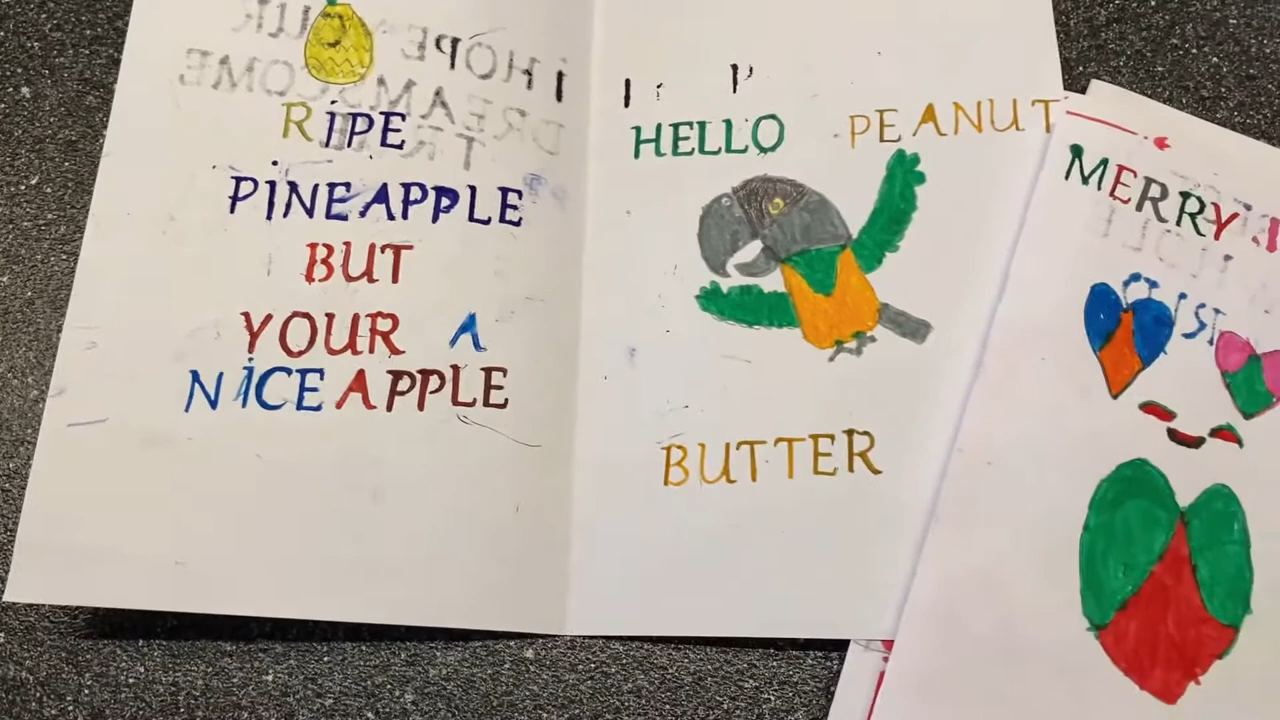 RiPE
PiNEAPPLE
BUT
YOUR A
NiCEAPPLE
HELLO PEANUT
BUTTER
MERRY